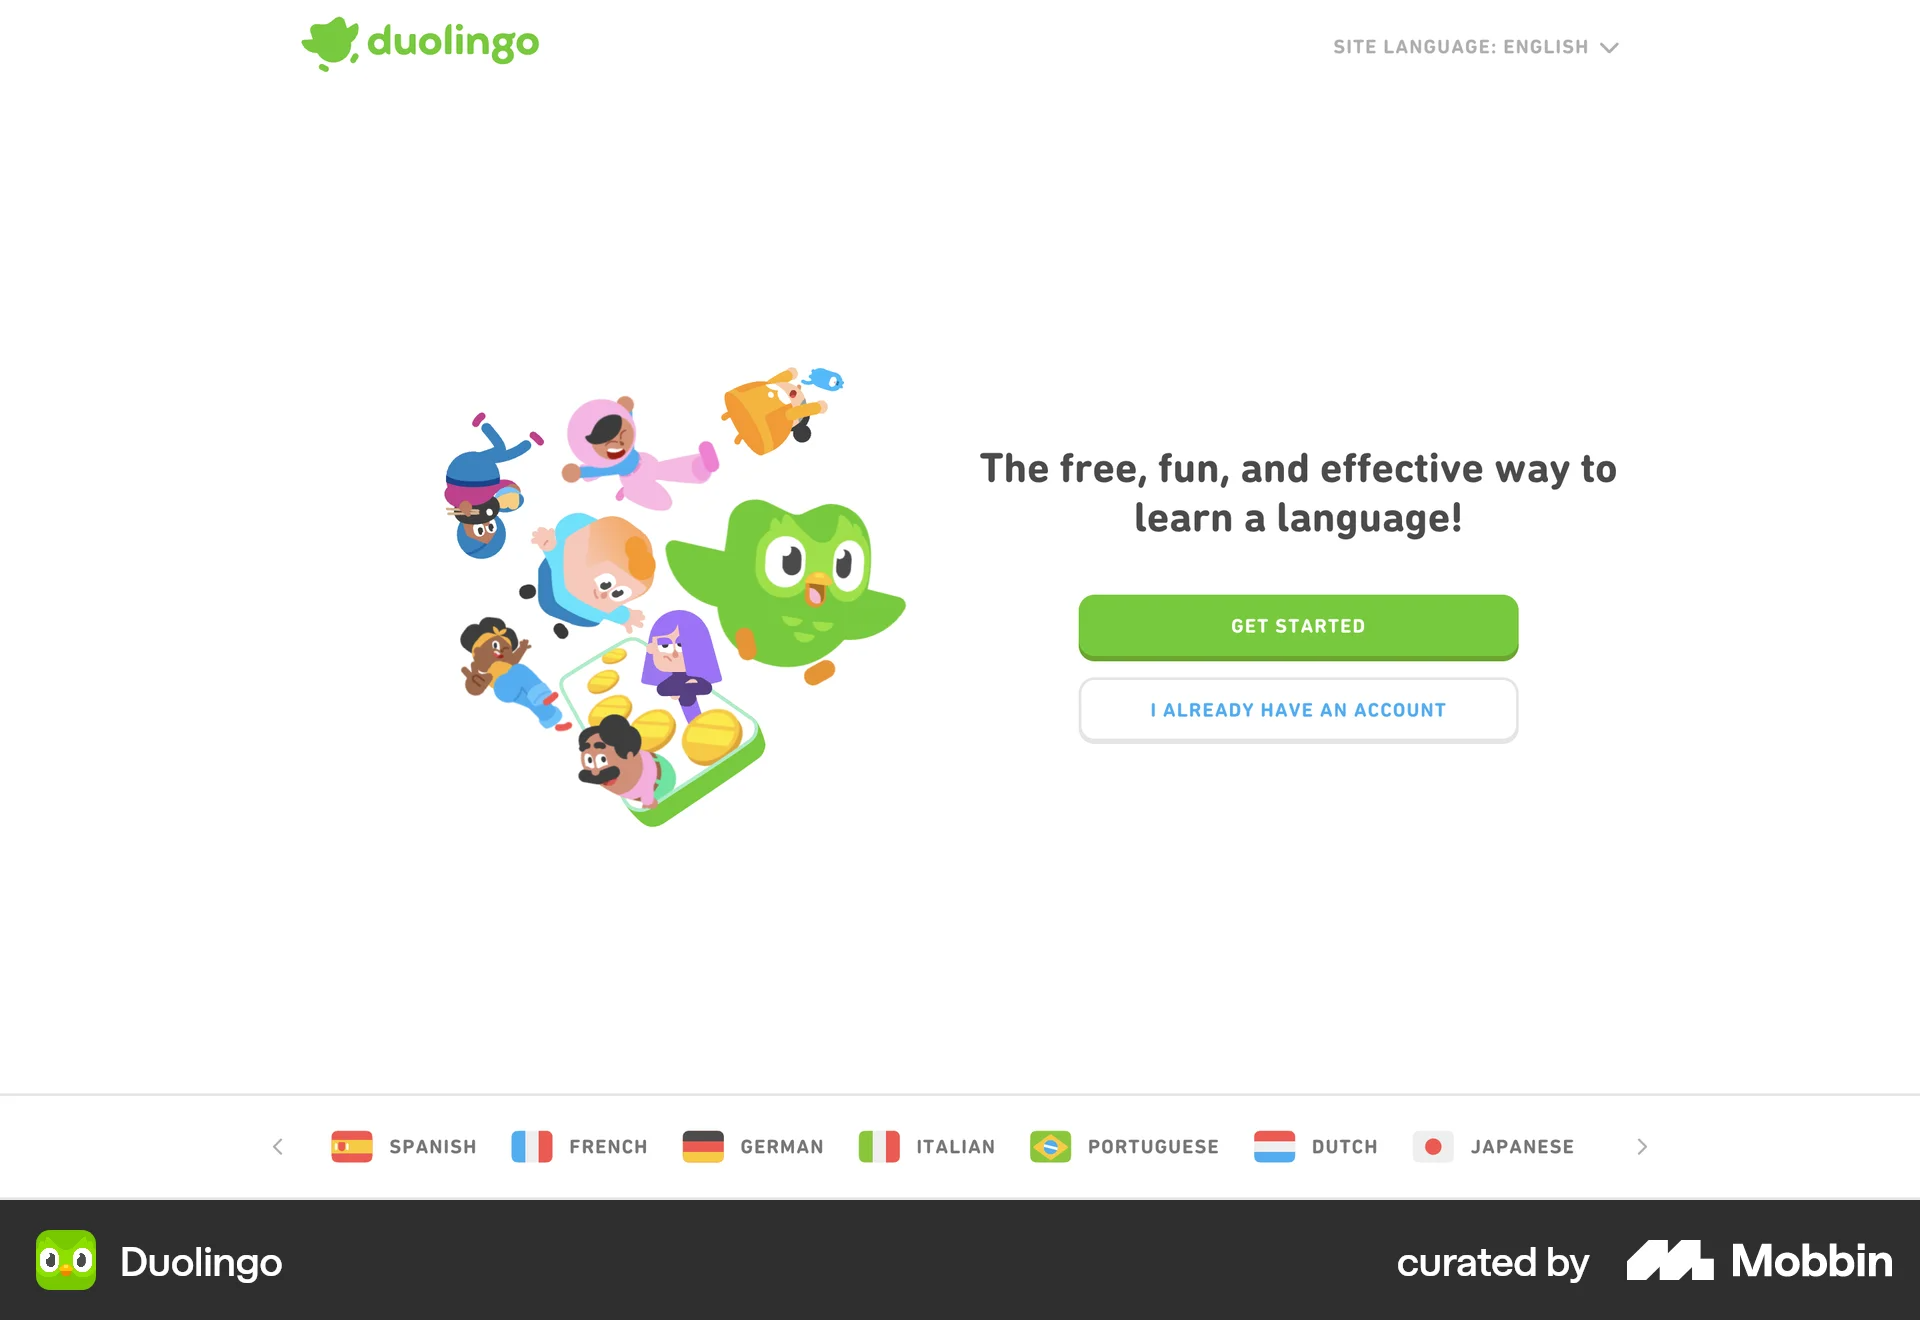 duolingo
SITE LANGUAGE: ENGLISH
The free, fun, and effective way to
learn a language!
GET STARTED
I ALREADY HAVE AN ACCOUNT
SPANISH FRENCH GERMAN ITALIAN PORTUGUESE DUTCH JAPANESE
Duolingo
curated by Mobbin